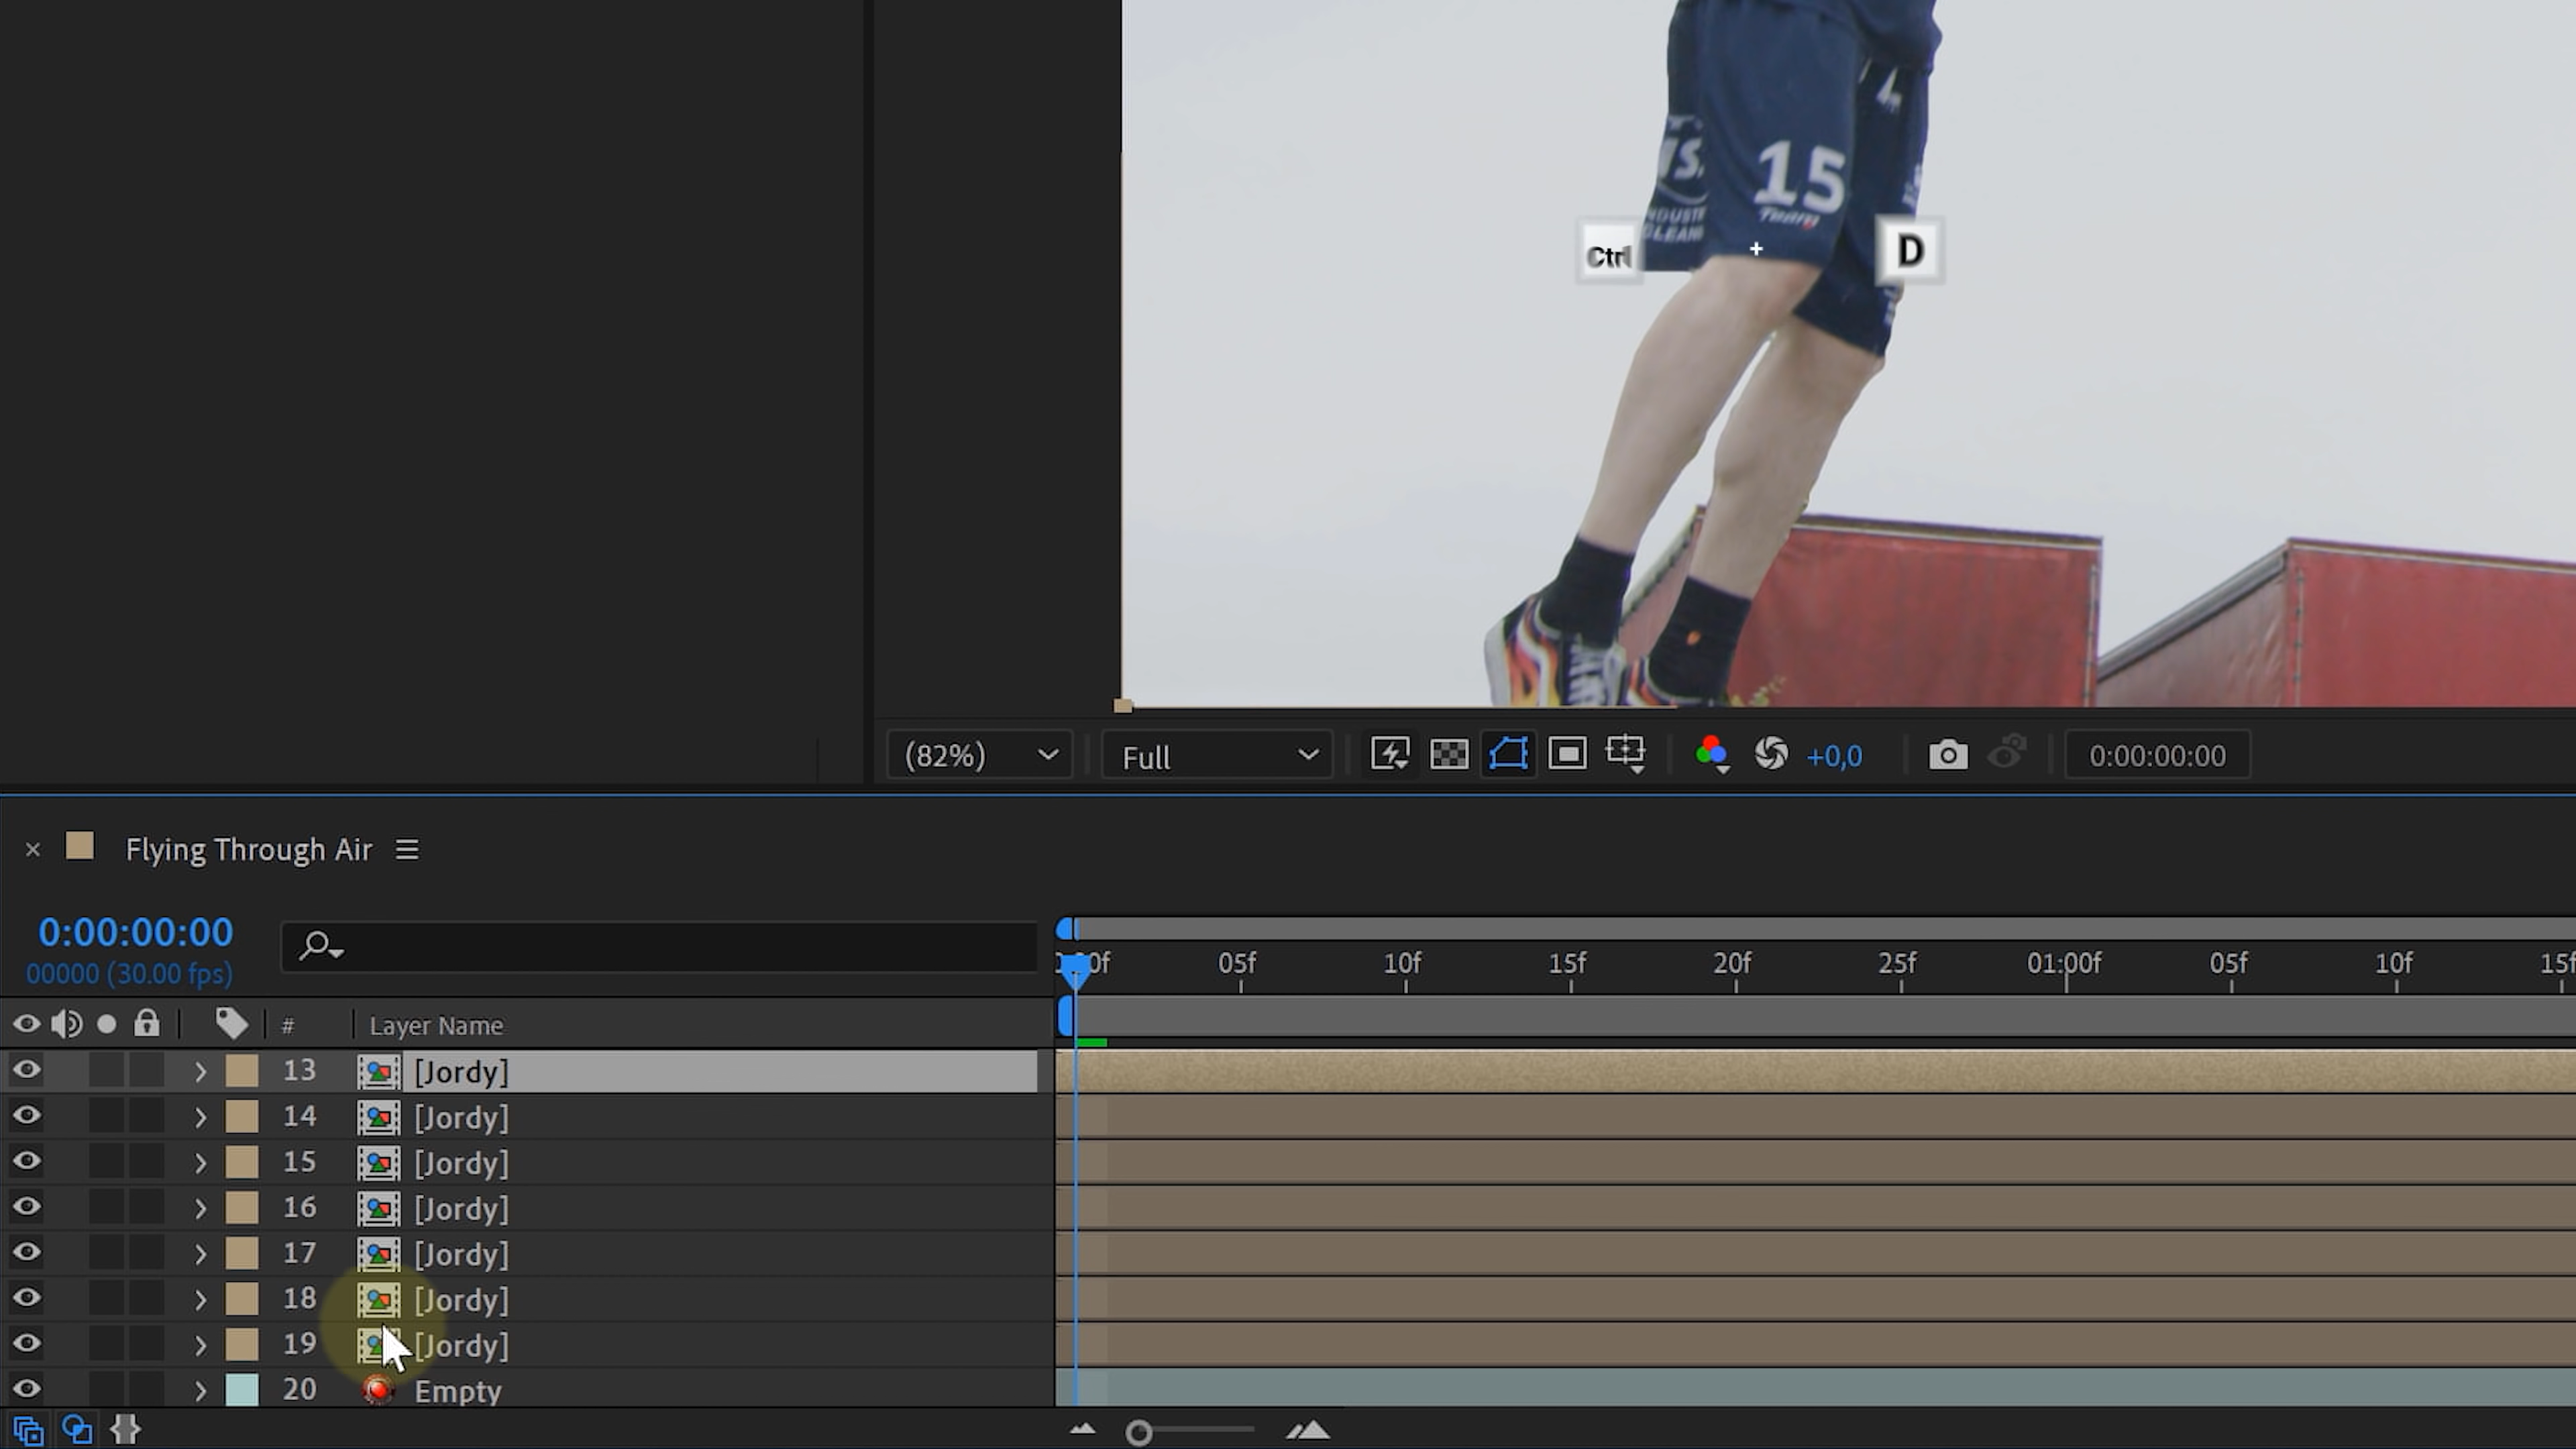 15
Team
Ctrl
D
(82%)
Full
+0,0
0:00:00:00
Flying Through Air
0:00:00:00
00000 (30.00 fps)
05f
10f
15f
20f
25f
01:00f
05f
10f
15f
#
Layer Name
13 [Jordy]
14 [Jordy]
15 [Jordy]
16 [Jordy]
17 [Jordy]
18 [Jordy]
19 [Jordy]
20 Empty